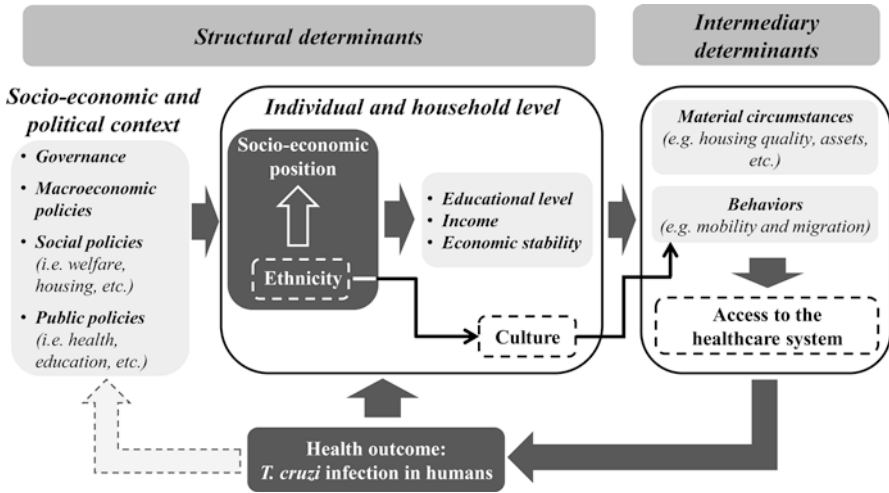 Structural determinants
Intermediary
determinants
Socio-economic and
political context
• Governance
• Macroeconomic
policies
• Social policies
(i.e. welfare,
housing, etc.)
• Public policies
(i.e. health,
education, etc.)
Individual and household level
Socio-economic
position
Ethnicity
• Educational level
• Income
• Economic stability
Culture
Material circumstances
(e.g. housing quality, assets,
etc.)
Behaviors
(e.g. mobility and migration)
Access to the
healthcare system
Health outcome:
T. cruzi infection in humans